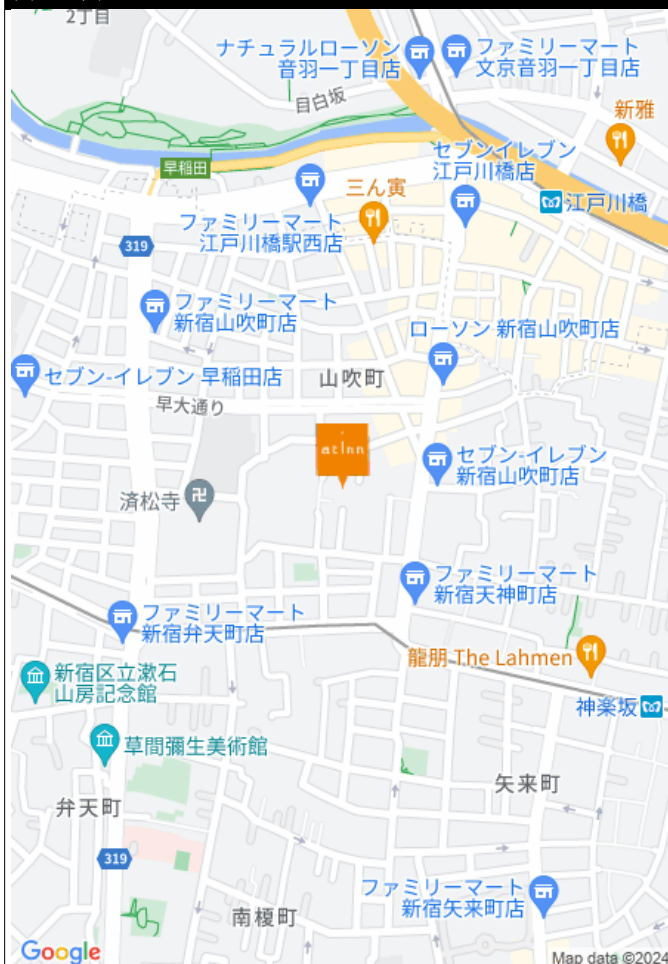 2丁目
ナチュラルローソン
音羽一丁目店
ファミリーマート
文京音羽一丁目店
目白坂
新雅
早稲田
セブンイレブン
江戸川橋店
三ん寅
江戸川橋
ファミリーマート
江戸川橋駅西店
319
ファミリーマート
新宿山吹町店
ローソン 新宿山吹町店
セブン-イレブン 早稲田店
山吹町
早大通り
atinn
セブン-イレブン
新宿山吹町店
済松寺
ファミリーマート
新宿天神町店
ファミリーマート
新宿弁天町店
龍朋 The Lahmen
新宿区立漱石
山房記念館
神楽坂
草間彌生美術館
矢来町
弁天町
319
ファミリーマート
新宿矢来町店
南榎町
Google
Map data ©2024